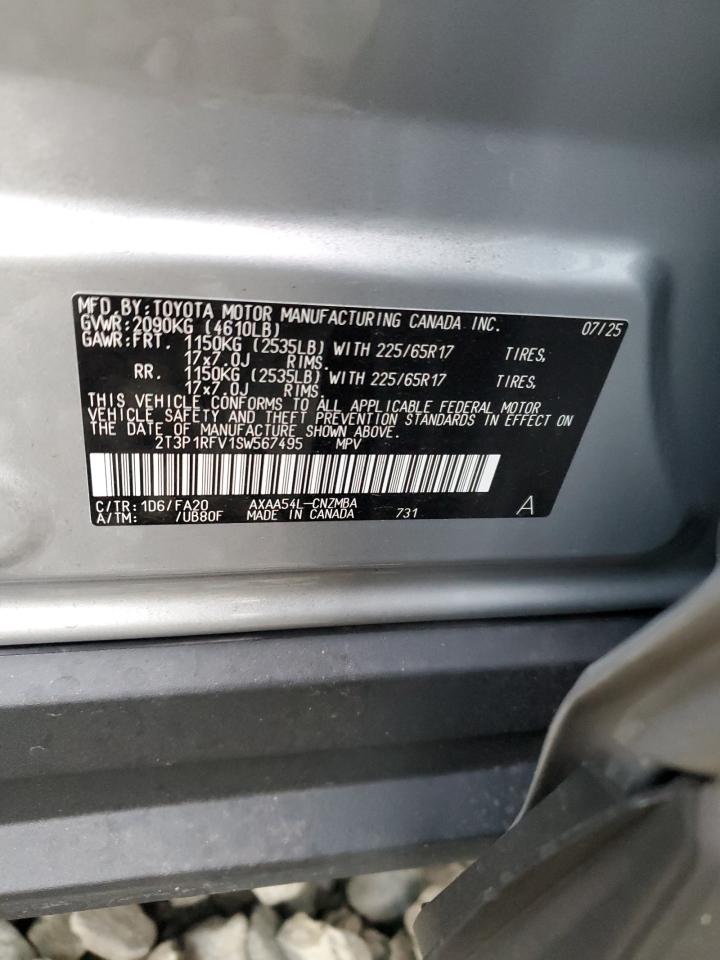 MFD. BY: TOYOTA MOTOR MANUFACTURING CANADA INC. 07/25
GVWR: 2090KG (4610LB)
GAWR: FRT. 1150KG (2535LB) WITH 225/65R17 TIRES,
17x7.0J RIMS.
RR. 1150KG (2535LB) WITH 225/65R17 TIRES,
17x7.0J RIMS.
THIS VEHICLE CONFORMS TO ALL APPLICABLE FEDERAL MOTOR
VEHICLE SAFETY AND THEFT PREVENTION STANDARDS IN EFFECT ON
THE DATE OF MANUFACTURE SHOWN ABOVE.
2T3P1RFV1SW567495 MPV
C/TR: 1D6/FA20 AXAA54L-CNZMBA
A/TM: /UB80F MADE IN CANADA 731 A